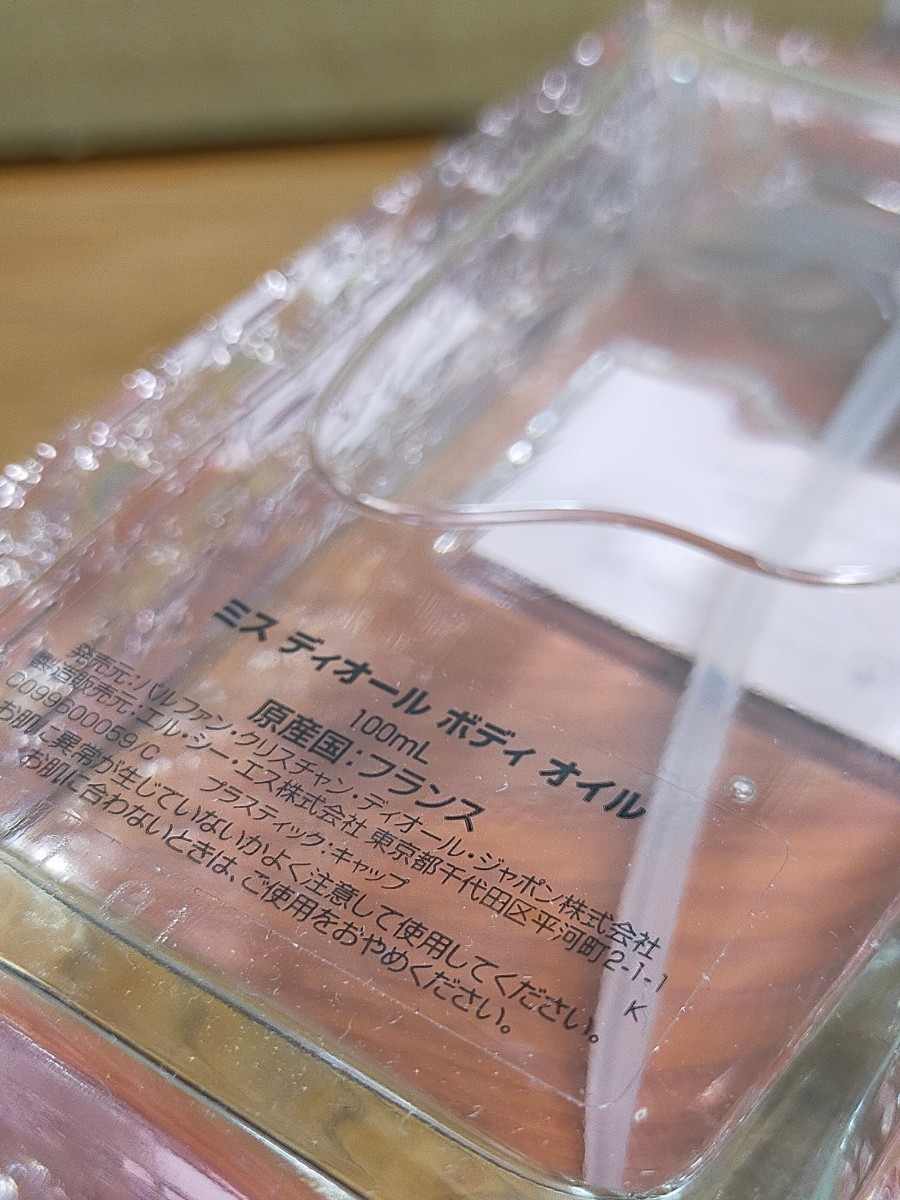 ミス ディオール ボディ オイル
100mL
原産国：フランス
発売元：パルファン・クリスチャン・ディオール・ジャポン株式会社
製造販売元：エル・シー・エス株式会社 東京都千代田区平河町2-1-1
C099600059/C プラスティック・キャップ K
お肌に異常が生じていないかよく注意して使用してください。
お肌に合わないときは、ご使用をおやめください。